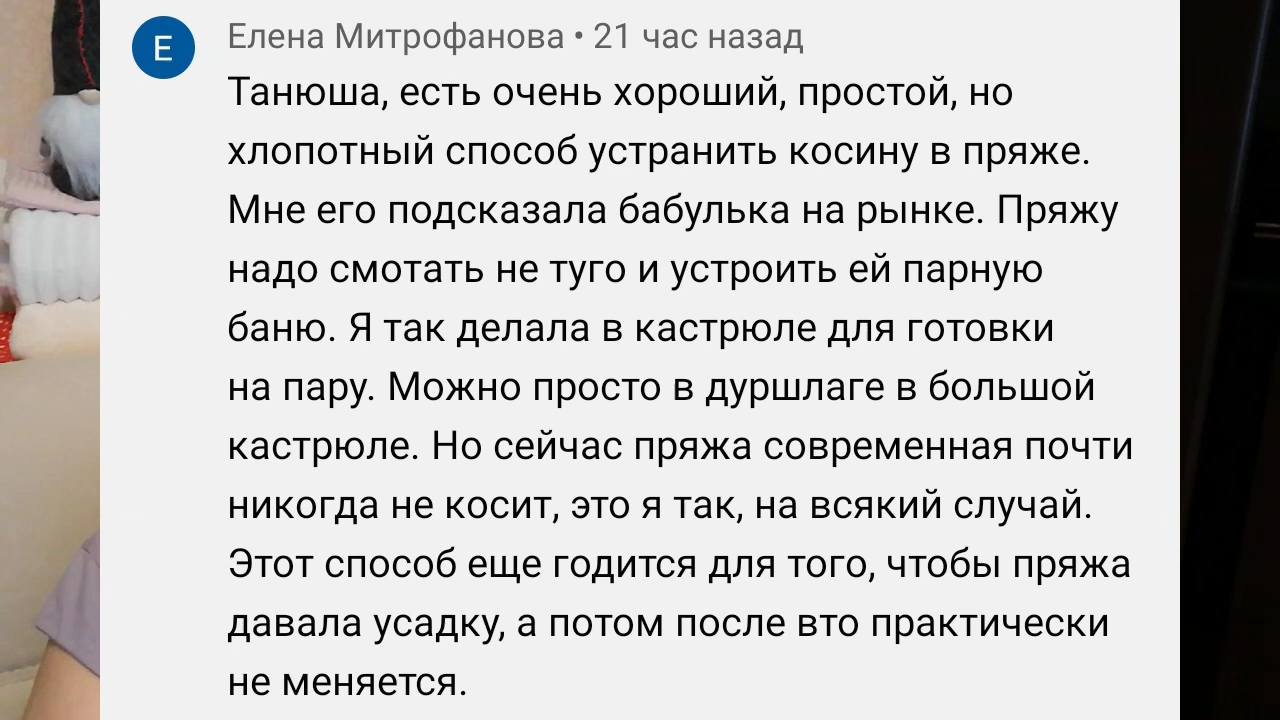 Е
Елена Митрофанова • 21 час назад
Танюша, есть очень хороший, простой, но
хлопотный способ устранить косину в пряже.
Мне его подсказала бабулька на рынке. Пряжу
надо смотать не туго и устроить ей парную
баню. Я так делала в кастрюле для готовки
на пару. Можно просто в дуршлаге в большой
кастрюле. Но сейчас пряжа современная почти
никогда не косит, это я так, на всякий случай.
Этот способ еще годится для того, чтобы пряжа
давала усадку, а потом после вто практически
не меняется.